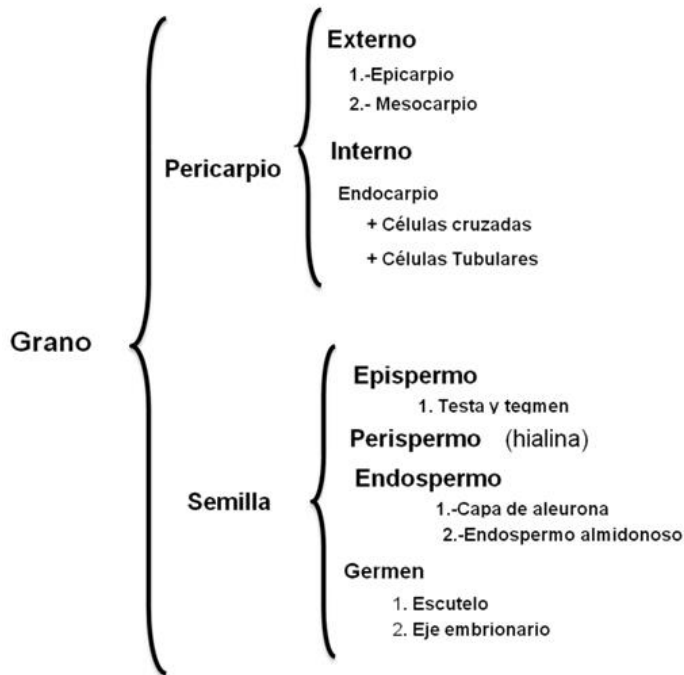 Grano
Pericarpio
Externo
1.-Epicarpio
2.- Mesocarpio
Interno
Endocarpio
+ Células cruzadas
+ Células Tubulares
Semilla
Epispermo
1. Testa y tegmen
Perispermo (hialina)
Endospermo
1.-Capa de aleurona
2.-Endospermo almidonoso
Germen
1. Escutelo
2. Eje embrionario